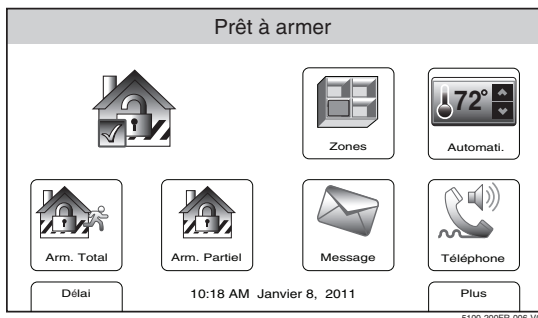 Prêt à armer
72°
Zones
Automati.
Arm. Total
Arm. Partiel
Message
Téléphone
Délai
10:18 AM Janvier 8, 2011
Plus